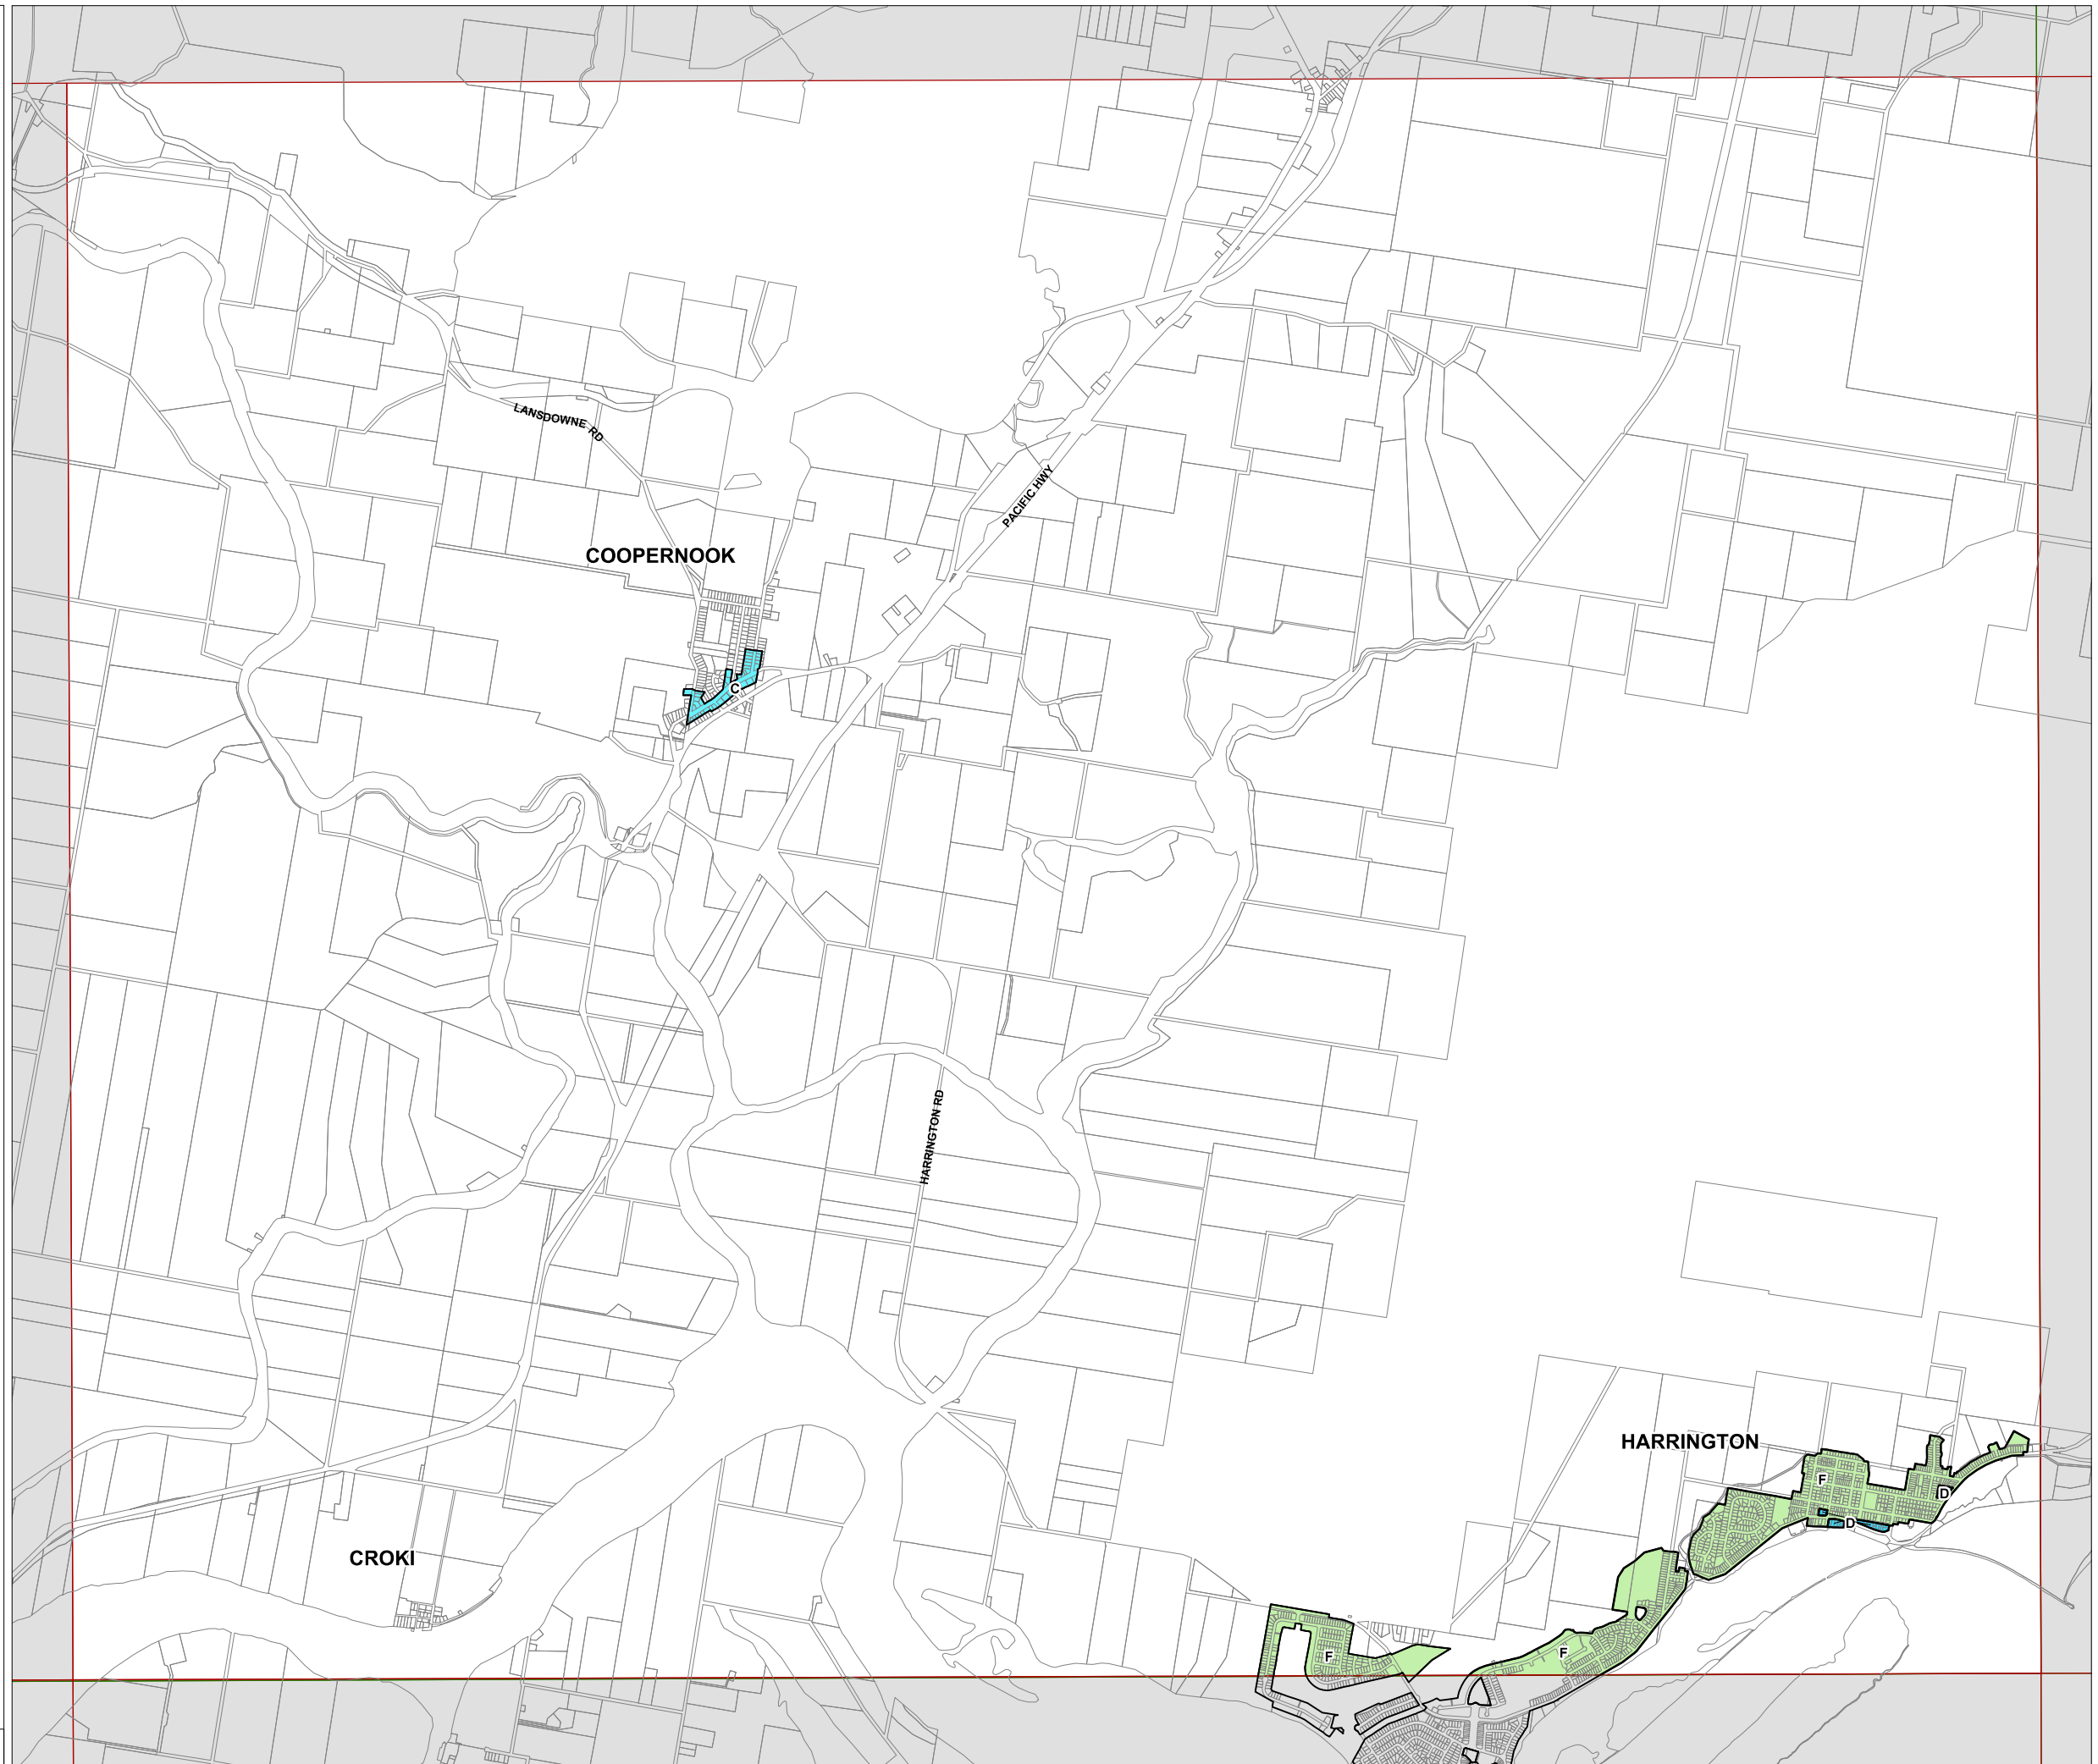 LANSDOWNE RD
PACIFIC HWY
COOPERNOOK
C
HARRINGTON RD
HARRINGTON
F
D
D
CROKI
F
F